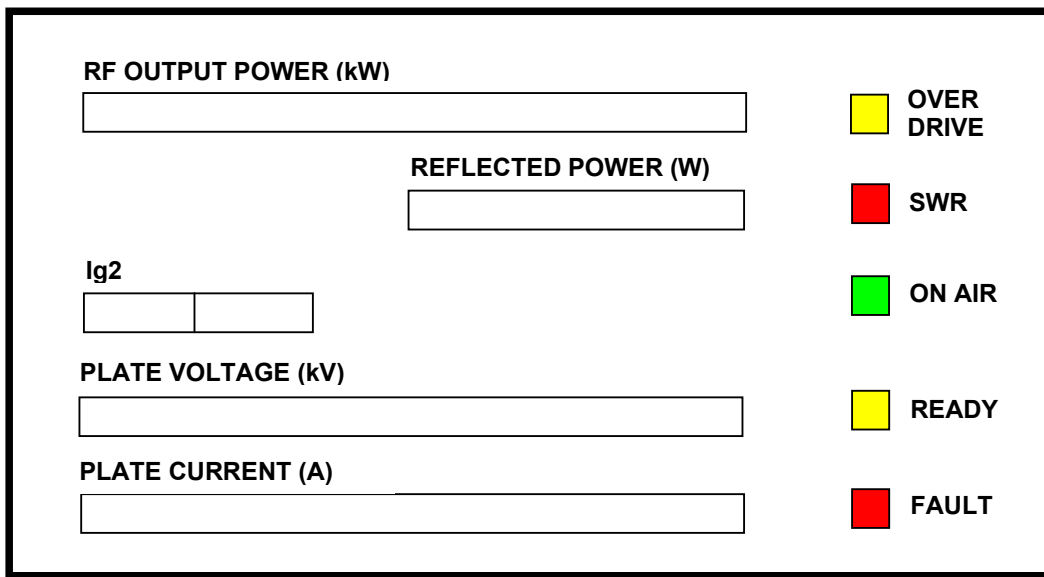 RF OUTPUT POWER (kW)
OVER
DRIVE
REFLECTED POWER (W)
SWR
Ig2
ON AIR
PLATE VOLTAGE (kV)
READY
PLATE CURRENT (A)
FAULT